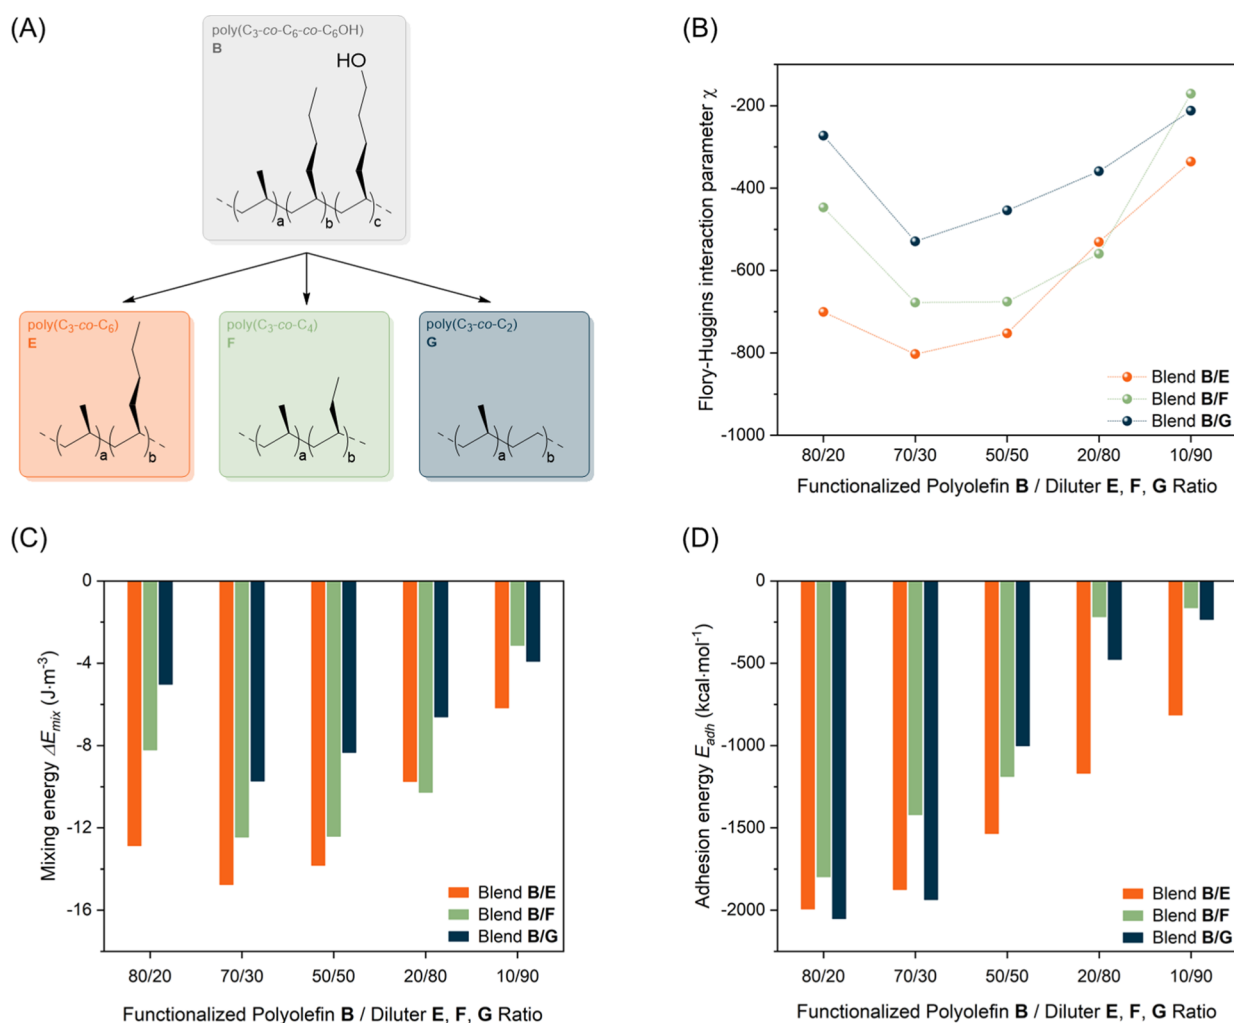 (A)
poly(C3-co-C6-co-C6OH)
B
HO
a
b
c
poly(C3-co-C6)
E
a
b
poly(C3-co-C4)
F
a
b
poly(C3-co-C2)
G
a
b
(B)
Flory-Huggins interaction parameter χ
-200
-400
-600
-800
-1000
Blend B/E
Blend B/F
Blend B/G
80/20 70/30 50/50 20/80 10/90
Functionalized Polyolefin B / Diluter E, F, G Ratio
(C)
Mixing energy ΔEmix (J·m-3)
0
-4
-8
-12
-16
Blend B/E
Blend B/F
Blend B/G
80/20 70/30 50/50 20/80 10/90
Functionalized Polyolefin B / Diluter E, F, G Ratio
(D)
Adhesion energy Eadh (kcal·mol-1)
0
-500
-1000
-1500
-2000
Blend B/E
Blend B/F
Blend B/G
80/20 70/30 50/50 20/80 10/90
Functionalized Polyolefin B / Diluter E, F, G Ratio